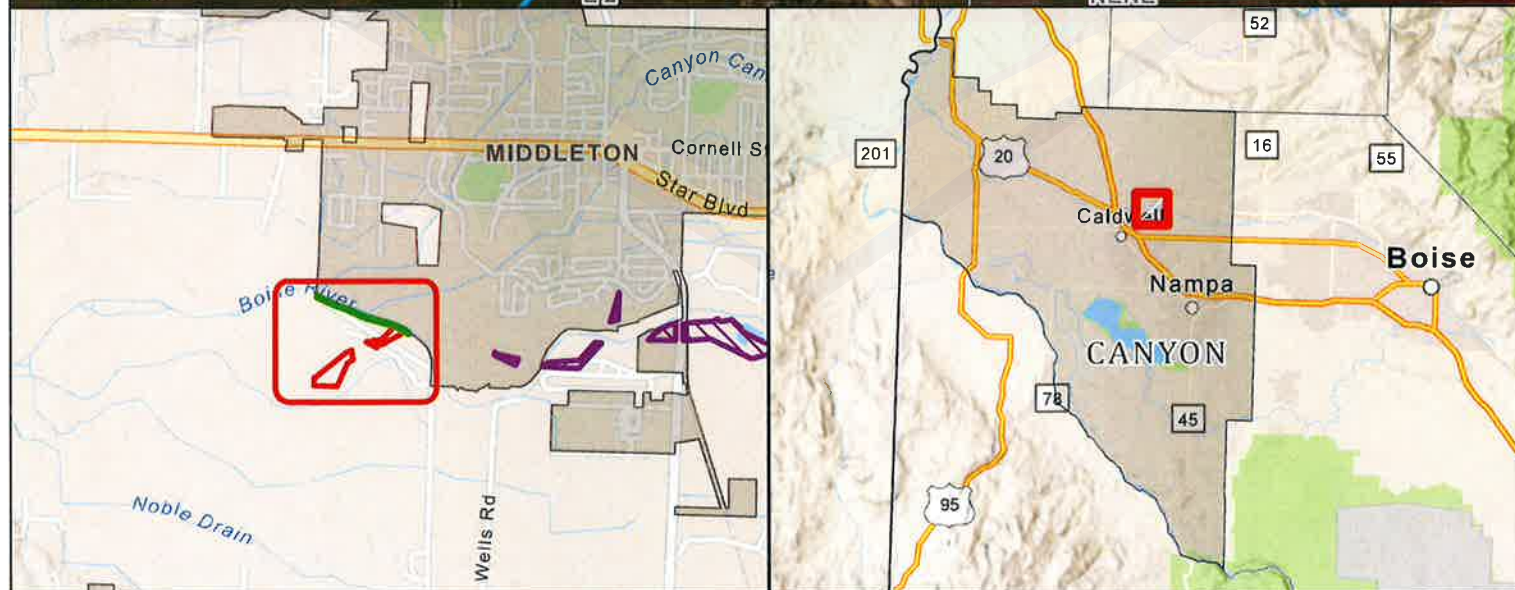 Canyon Can
MIDDLETON
Cornell S
Star Blvd
Boise River
Noble Drain
Wells Rd
52
201
20
16
55
Caldwell
Boise
Nampa
CANYON
78
45
95